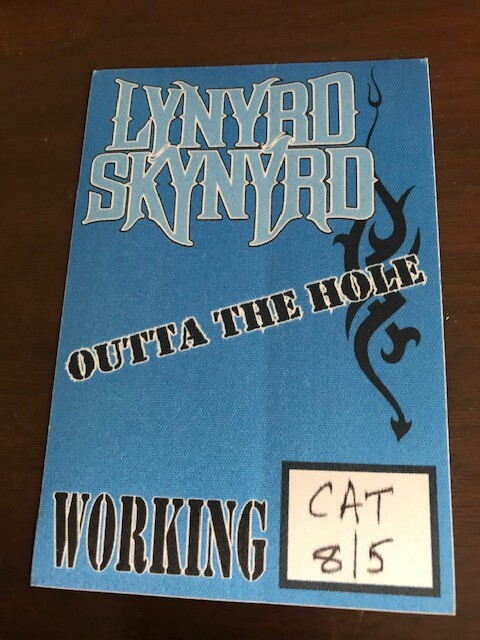 LYNYRD
SKYNYRD
OUTTA THE HOLE
WORKING
CAT
8/5